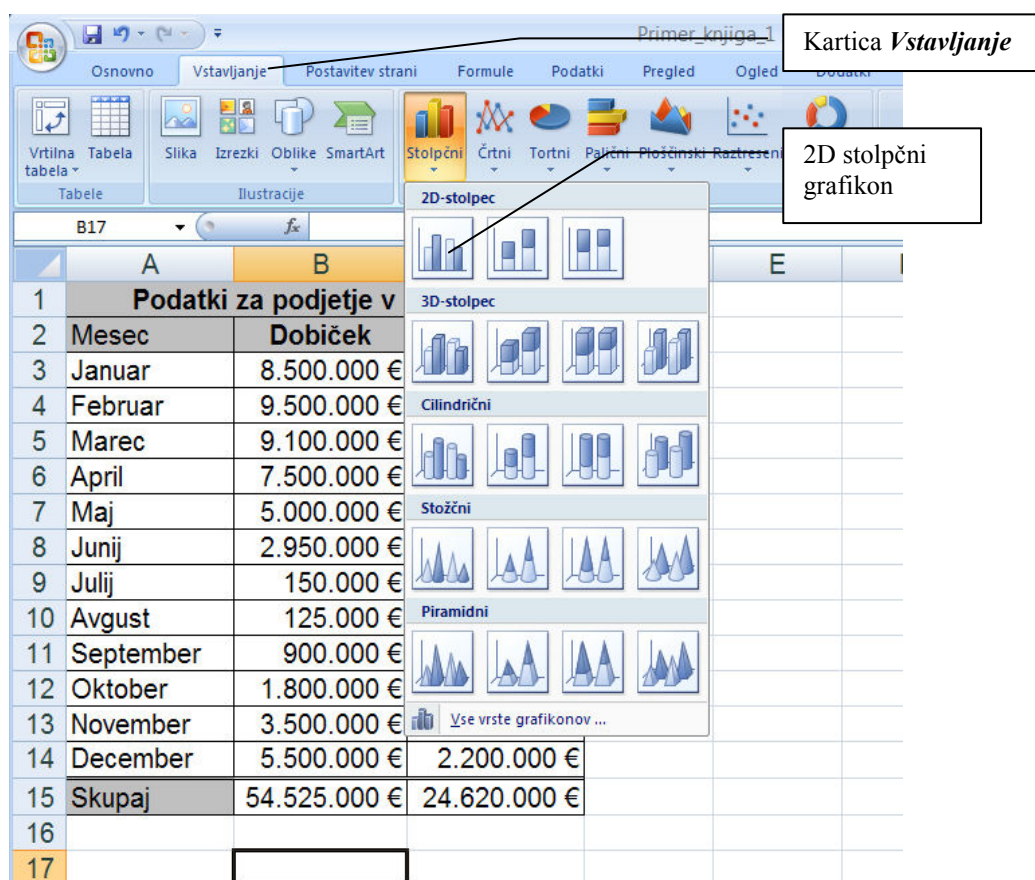 Primer_knjiga_1
Kartica Vstavljanje
Osnovno Vstavljanje Postavitev strani Formule Podatki Pregled Ogled Dodatki
Vrtilna tabela Tabela Slika Izrezki Oblike SmartArt Stolpčni Črtni Tortni Palični Ploščinski Raztreseni
2D stolpčni
grafikon
Tabele Ilustracije
2D-stolpec
B17 fx
A B E
1 Podatki za podjetje v
3D-stolpec
2 Mesec Dobiček
3 Januar 8.500.000 €
4 Februar 9.500.000 €
Cilindrični
5 Marec 9.100.000 €
6 April 7.500.000 €
7 Maj 5.000.000 €
Stožčni
8 Junij 2.950.000 €
9 Julij 150.000 €
10 Avgust 125.000 €
Piramidni
11 September 900.000 €
12 Oktober 1.800.000 €
13 November 3.500.000 €
Vse vrste grafikonov ...
14 December 5.500.000 € 2.200.000 €
15 Skupaj 54.525.000 € 24.620.000 €
16
17